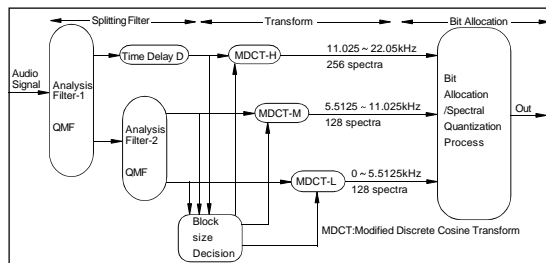 Splitting Filter
Transform
Bit Allocation
Audio
Signal
Analysis
Filter-1
QMF
Time Delay D
MDCT-H
11.025~22.05kHz
256 spectra
Analysis
Filter-2
QMF
MDCT-M
5.5125~11.025kHz
128 spectra
MDCT-L
0~5.5125kHz
128 spectra
Bit
Allocation
/Spectral
Quantization
Process
Out
Block
size
Decision
MDCT:Modified Discrete Cosine Transform